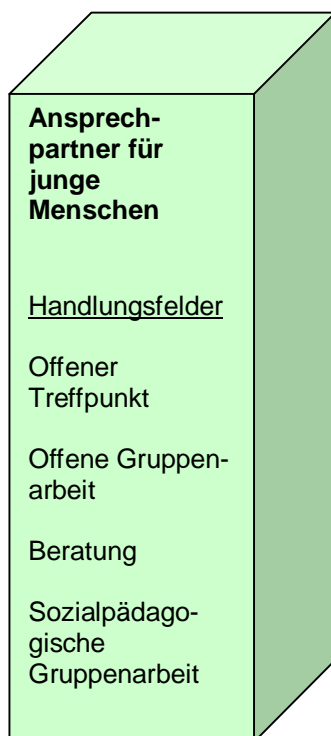 Ansprech-
partner für
junge
Menschen
Handlungsfelder
Offener
Treffpunkt
Offene Gruppen-
arbeit
Beratung
Sozialpädago-
gische
Gruppenarbeit